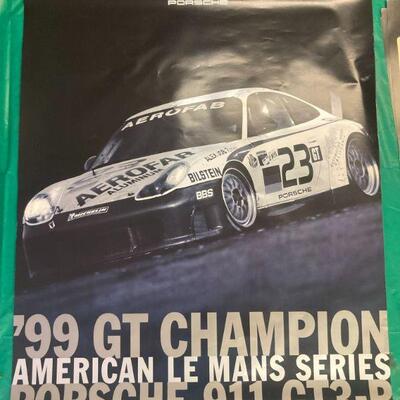 PORSCHE
AEROFAB
AEROFAB
ALUMINUM
MICHELIN
BILSTEIN
BBS
23
GT
PORSCHE
'99 GT CHAMPION
AMERICAN LE MANS SERIES
PORSCHE 911 GT3-R